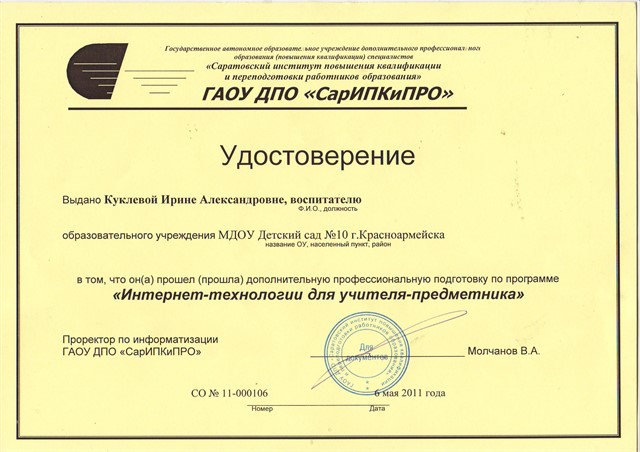 Государственное автономное образовательное учреждение дополнительного профессионального
образования (повышения квалификации) специалистов
«Саратовский институт повышения квалификации
и переподготовки работников образования»
ГАОУ ДПО «СарИПКиПРО»
Удостоверение
Выдано Куклевой Ирине Александровне, воспитателю
Ф.И.О., должность
образовательного учреждения МДОУ Детский сад №10 г.Красноармейска
название ОУ, населенный пункт, район
в том, что он(а) прошел (прошла) дополнительную профессиональную подготовку по программе
«Интернет-технологии для учителя-предметника»
Проректор по информатизации
ГАОУ ДПО «СарИПКиПРО»
Для
документов
Молчанов В.А.
СО № 11-000106 6 мая 2011 года
Номер Дата